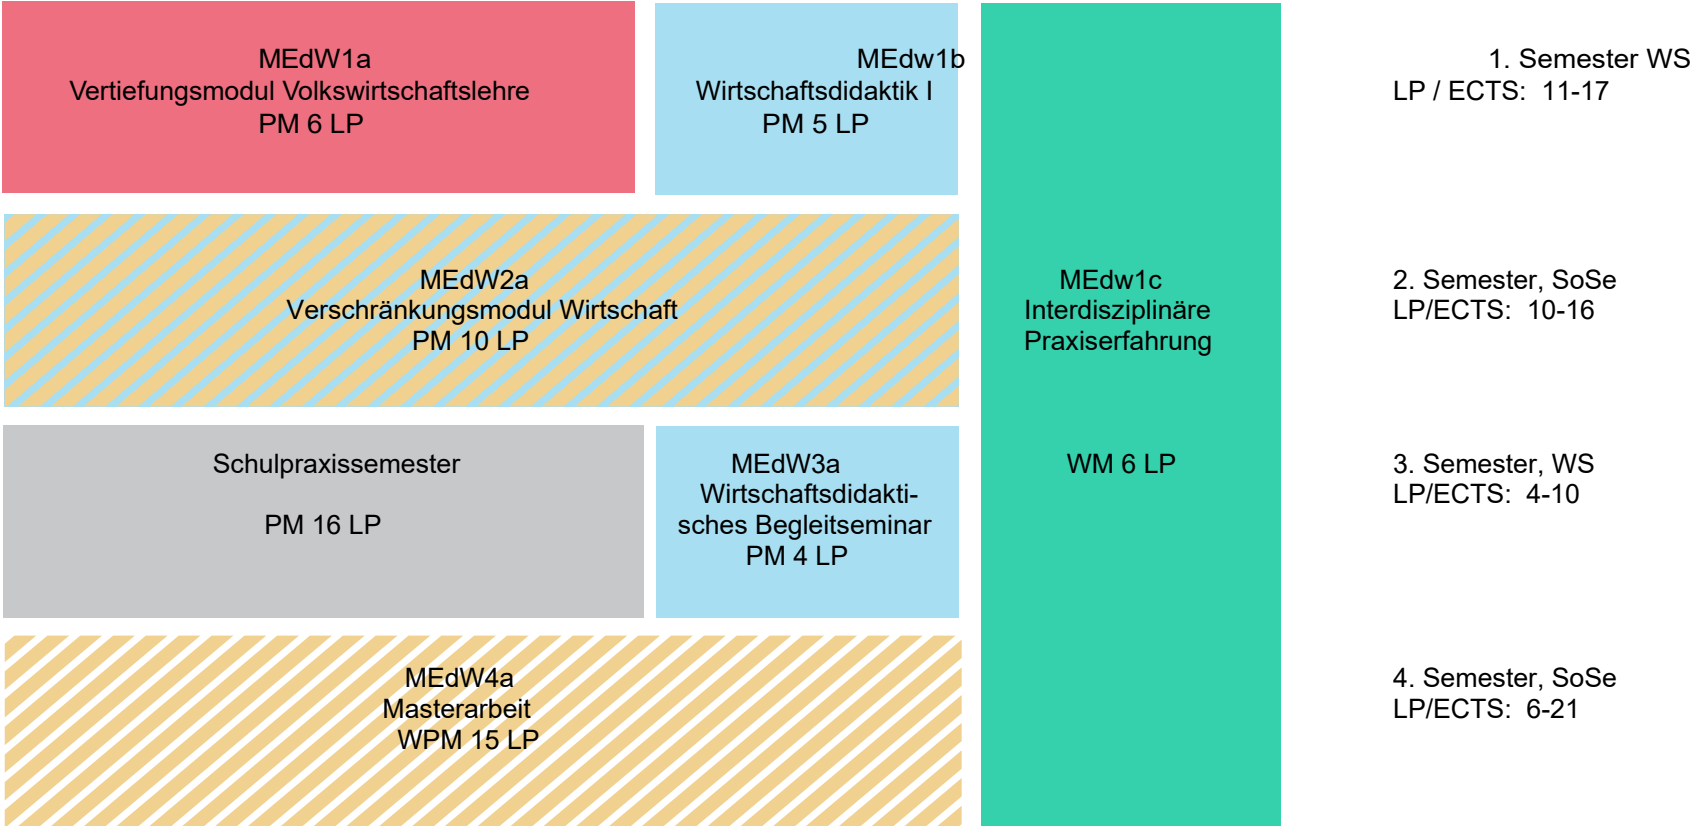 MEdW1a
Vertiefungsmodul Volkswirtschaftslehre
PM 6 LP
MEdw1b
Wirtschaftsdidaktik I
PM 5 LP
1. Semester WS
LP / ECTS: 11-17
MEdW2a
Verschränkungsmodul Wirtschaft
PM 10 LP
MEdw1c
Interdisziplinäre
Praxiserfahrung
WM 6 LP
2. Semester, SoSe
LP/ECTS: 10-16
Schulpraxissemester
PM 16 LP
MEdW3a
Wirtschaftsdidakti-
sches Begleitseminar
PM 4 LP
3. Semester, WS
LP/ECTS: 4-10
MEdW4a
Masterarbeit
WPM 15 LP
4. Semester, SoSe
LP/ECTS: 6-21